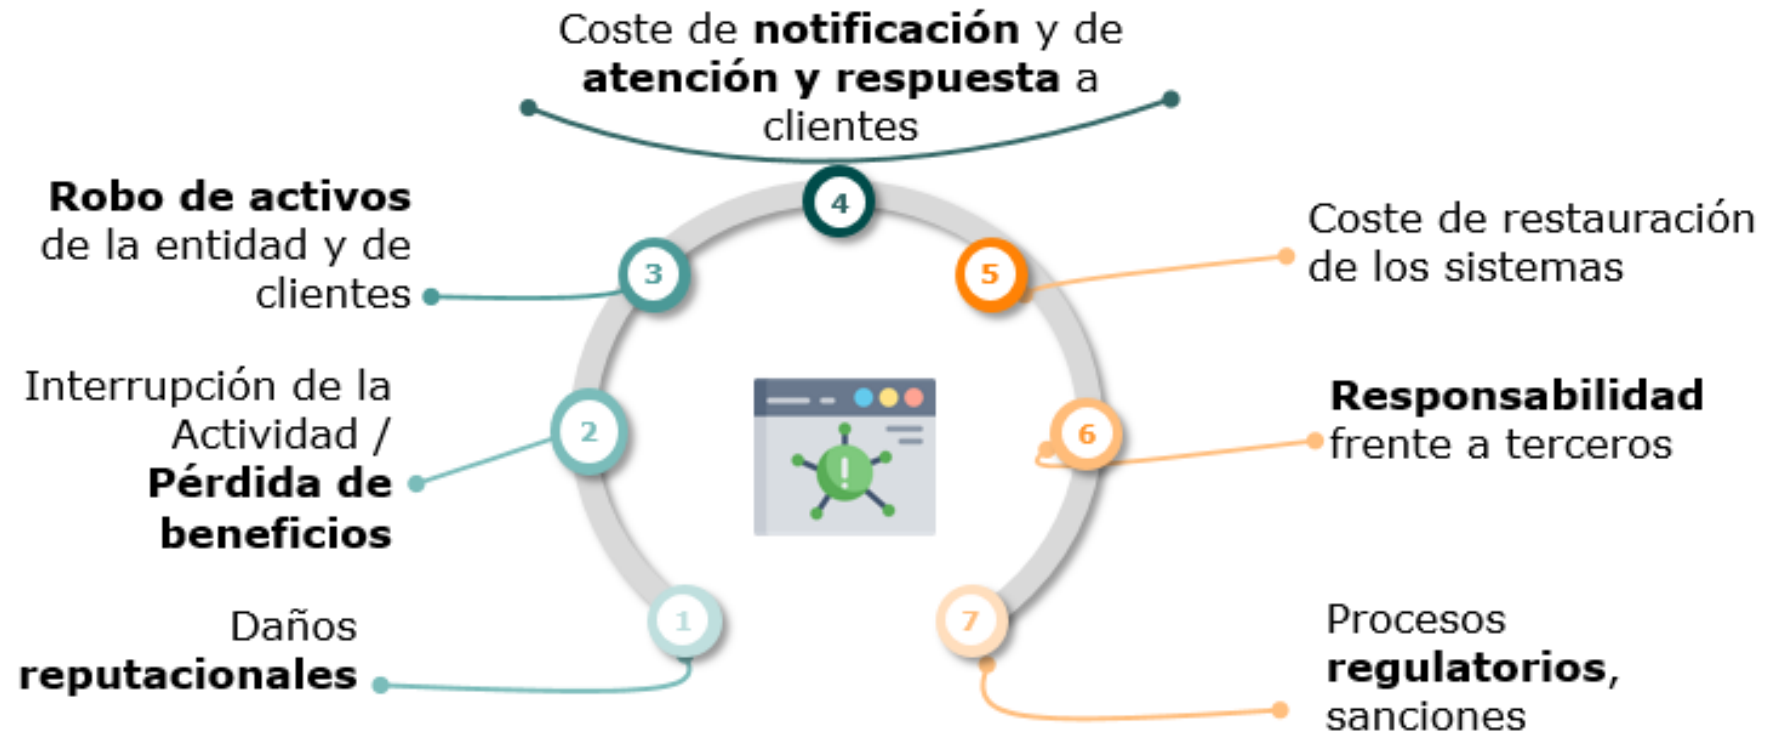 Coste de notificación y de
atención y respuesta a
clientes
4
Robo de activos
de la entidad y de
clientes
3
5
Coste de restauración
de los sistemas
Interrupción de la
Actividad /
Pérdida de
beneficios
2
6
Responsabilidad
frente a terceros
Daños
reputacionales
1
7
Procesos
regulatorios,
sanciones